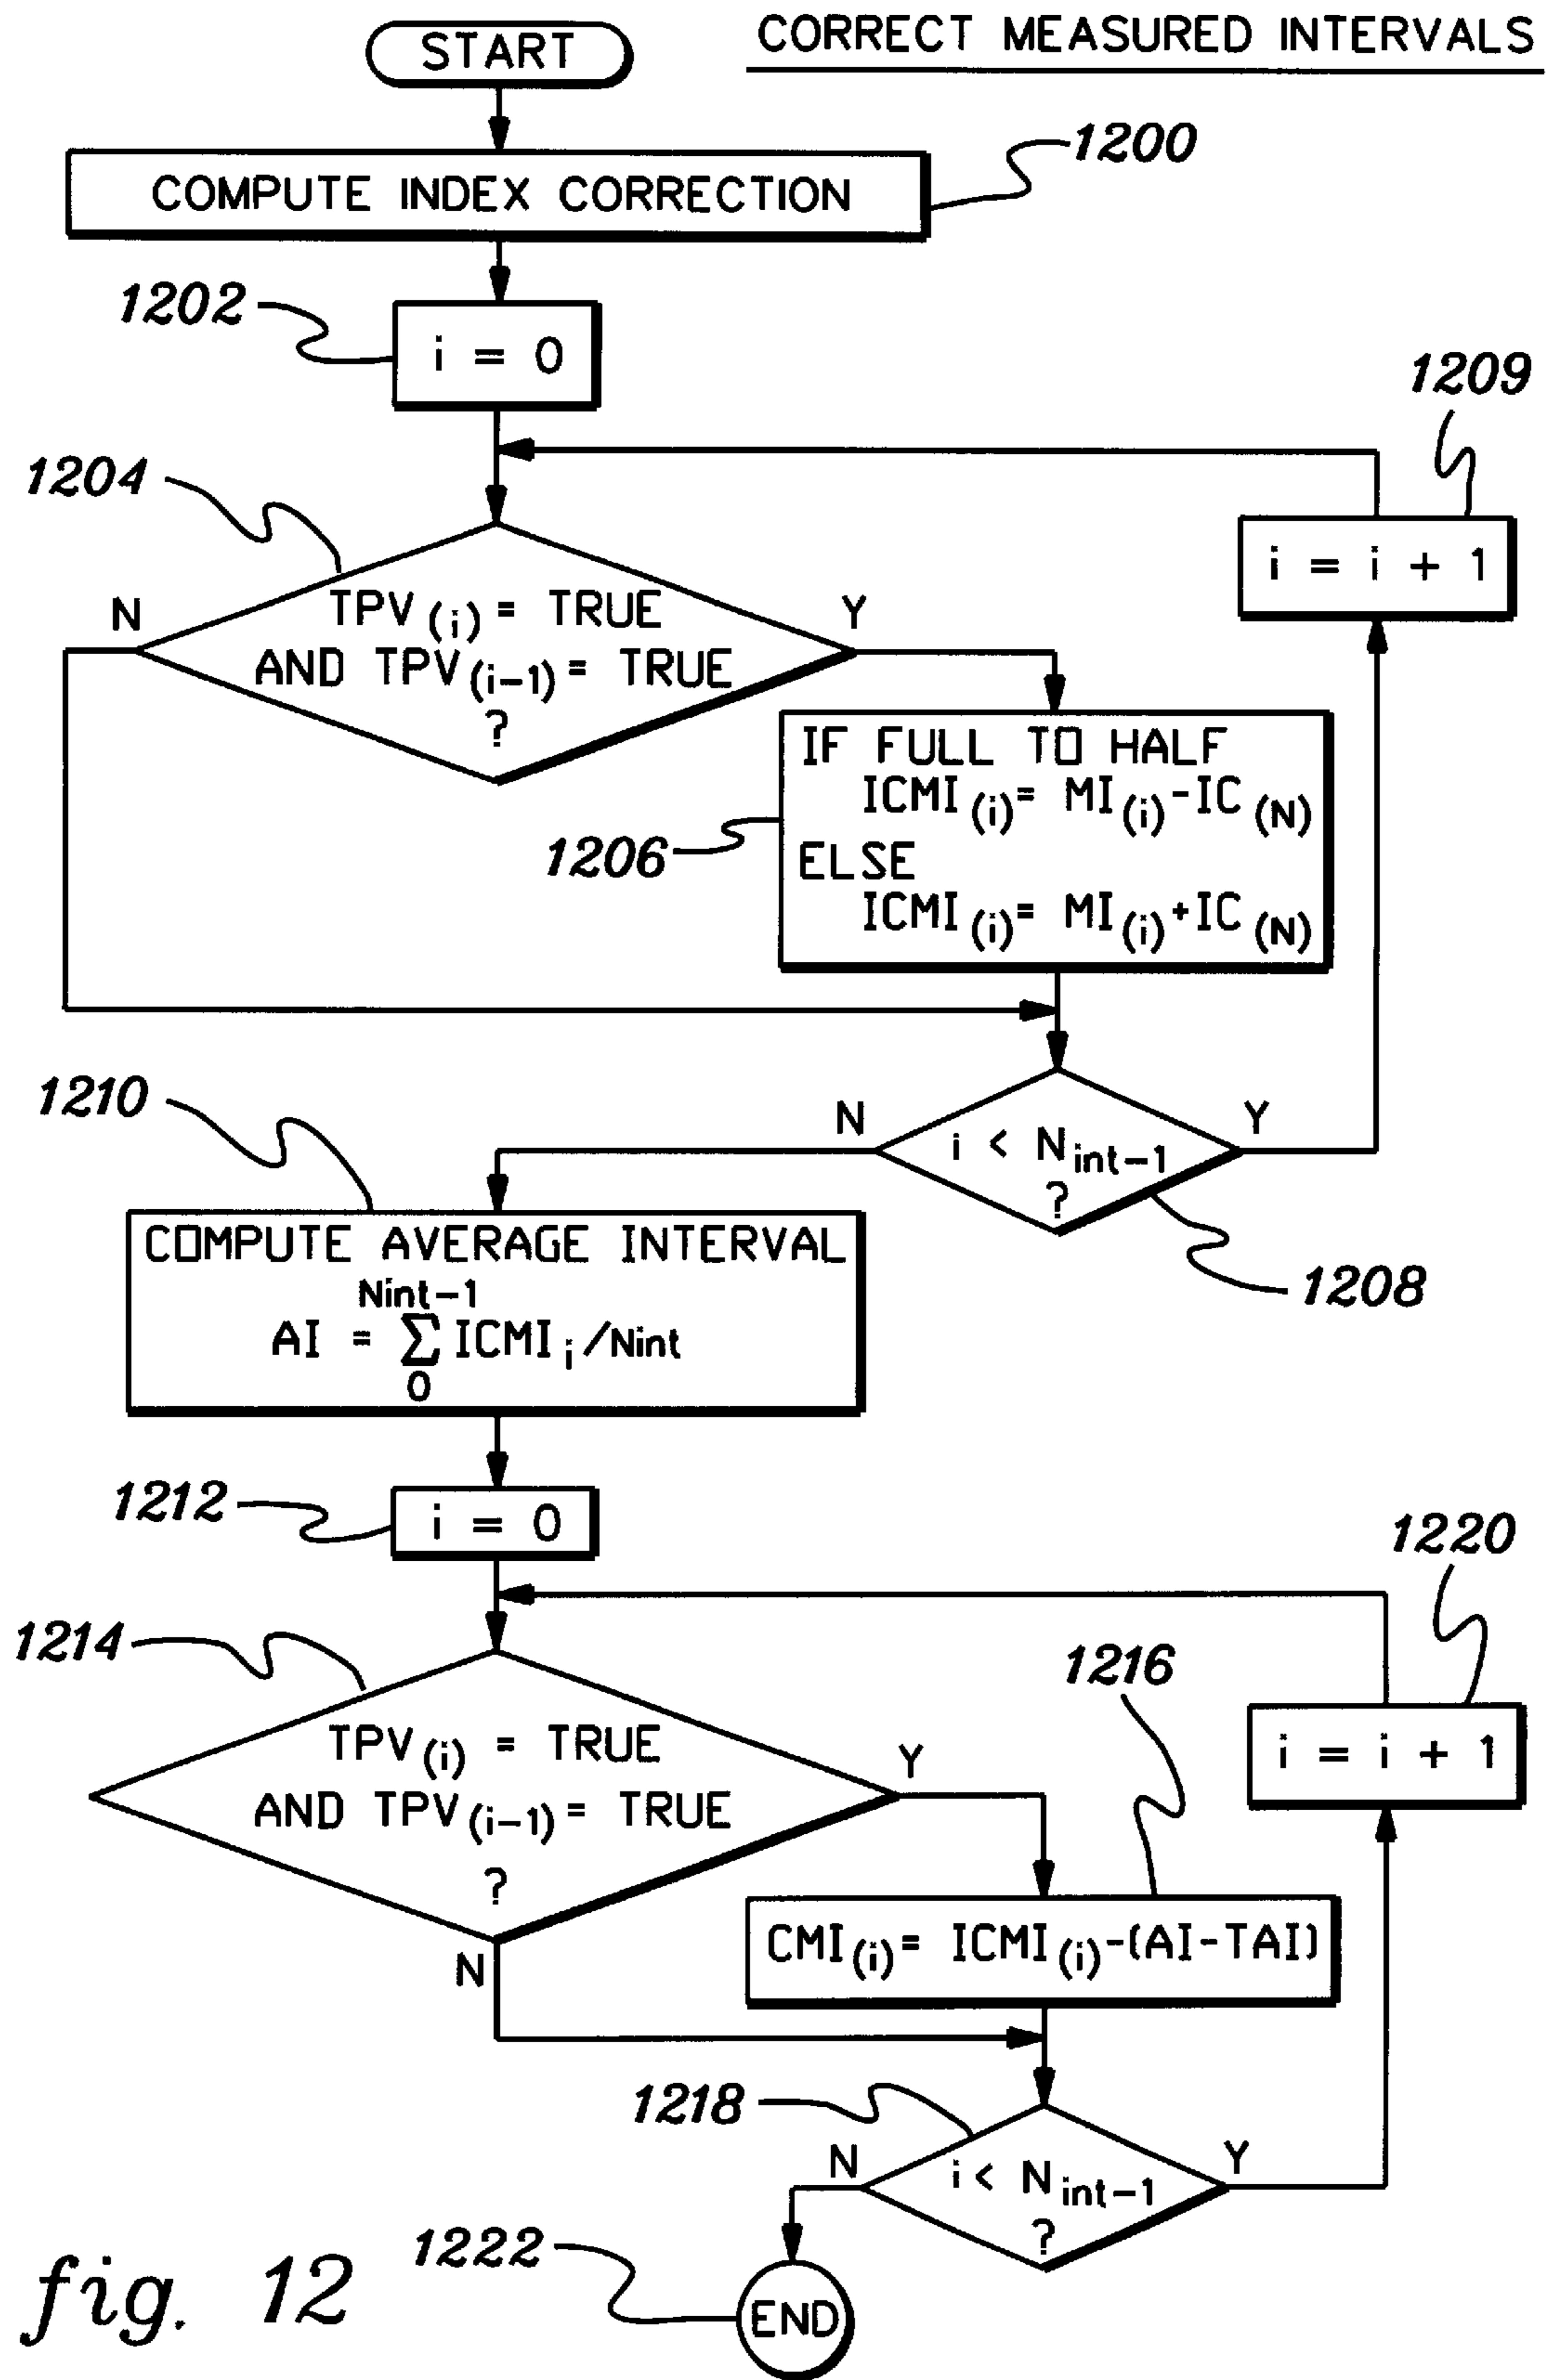 START
CORRECT MEASURED INTERVALS
1200
COMPUTE INDEX CORRECTION
1202
i = 0
1209
i = i + 1
1204
N
TPV(i) = TRUE
AND TPV(i-1) = TRUE
?
Y
IF FULL TO HALF
ICMI(i) = MI(i) - IC(N)
ELSE
ICMI(i) = MI(i) + IC(N)
1206
1210
N
i < Nint-1
?
Y
1208
COMPUTE AVERAGE INTERVAL
Nint-1
AI = Σ ICMIi/Nint
0
1212
i = 0
1220
i = i + 1
1214
1216
TPV(i) = TRUE
AND TPV(i-1) = TRUE
?
Y
N
CMI(i) = ICMI(i) - (AI-TAI)
1218
N
i < Nint-1
?
Y
1222
END
fig. 12